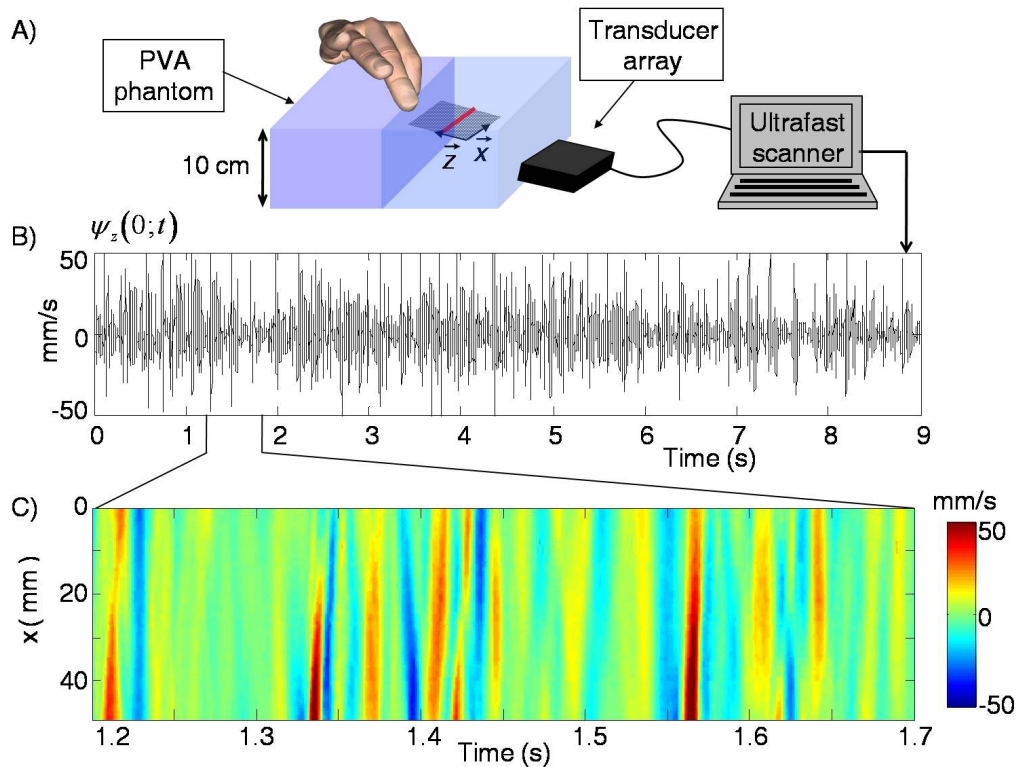 A)
PVA
phantom
Transducer
array
Ultrafast
scanner
10 cm
z x
B)
ψz(0;t)
50
0
-50
mm/s
0 1 2 3 4 5 6 7 8 9
Time (s)
C)
0
20
40
x ( mm )
1.2 1.3 1.4 1.5 1.6 1.7
Time (s)
mm/s
50
0
-50